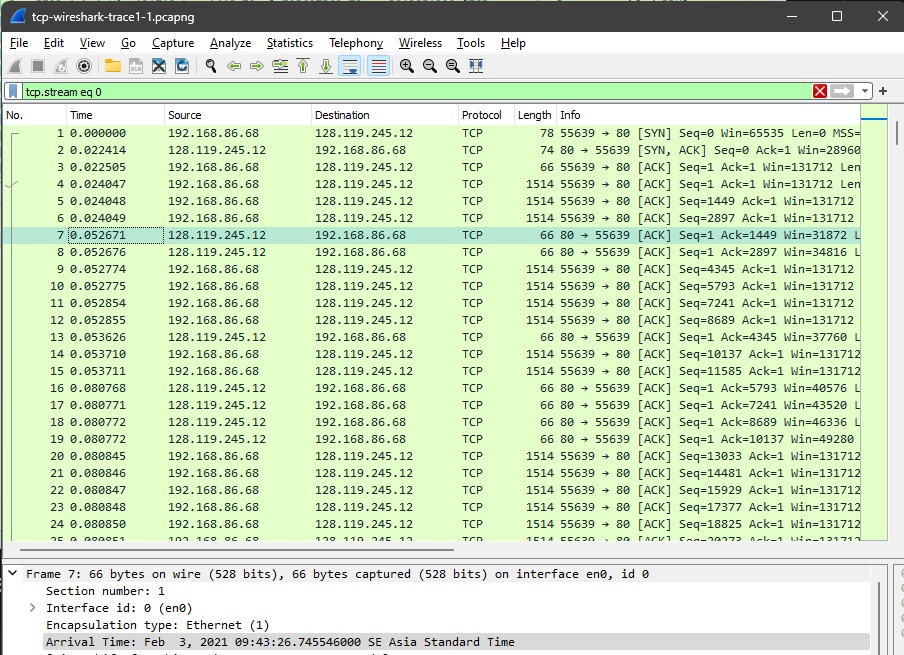 tcp-wireshark-trace1-1.pcapng
File Edit View Go Capture Analyze Statistics Telephony Wireless Tools Help
tcp.stream eq 0
No. Time Source Destination Protocol Length Info
1 0.000000 192.168.86.68 128.119.245.12 TCP 78 55639 → 80 [SYN] Seq=0 Win=65535 Len=0 MSS=
2 0.022414 128.119.245.12 192.168.86.68 TCP 74 80 → 55639 [SYN, ACK] Seq=0 Ack=1 Win=28960
3 0.022505 192.168.86.68 128.119.245.12 TCP 66 55639 → 80 [ACK] Seq=1 Ack=1 Win=131712 Len
4 0.024047 192.168.86.68 128.119.245.12 TCP 1514 55639 → 80 [ACK] Seq=1 Ack=1 Win=131712 Len
5 0.024048 192.168.86.68 128.119.245.12 TCP 1514 55639 → 80 [ACK] Seq=1449 Ack=1 Win=131712
6 0.024049 192.168.86.68 128.119.245.12 TCP 1514 55639 → 80 [ACK] Seq=2897 Ack=1 Win=131712
7 0.052671 128.119.245.12 192.168.86.68 TCP 66 80 → 55639 [ACK] Seq=1 Ack=1449 Win=31872 L
8 0.052676 128.119.245.12 192.168.86.68 TCP 66 80 → 55639 [ACK] Seq=1 Ack=2897 Win=34816 L
9 0.052774 192.168.86.68 128.119.245.12 TCP 1514 55639 → 80 [ACK] Seq=4345 Ack=1 Win=131712
10 0.052775 192.168.86.68 128.119.245.12 TCP 1514 55639 → 80 [ACK] Seq=5793 Ack=1 Win=131712
11 0.052854 192.168.86.68 128.119.245.12 TCP 1514 55639 → 80 [ACK] Seq=7241 Ack=1 Win=131712
12 0.052855 192.168.86.68 128.119.245.12 TCP 1514 55639 → 80 [ACK] Seq=8689 Ack=1 Win=131712
13 0.053626 128.119.245.12 192.168.86.68 TCP 66 80 → 55639 [ACK] Seq=1 Ack=4345 Win=37760 L
14 0.053710 192.168.86.68 128.119.245.12 TCP 1514 55639 → 80 [ACK] Seq=10137 Ack=1 Win=131712
15 0.053711 192.168.86.68 128.119.245.12 TCP 1514 55639 → 80 [ACK] Seq=11585 Ack=1 Win=131712
16 0.080768 128.119.245.12 192.168.86.68 TCP 66 80 → 55639 [ACK] Seq=1 Ack=5793 Win=40576 L
17 0.080771 128.119.245.12 192.168.86.68 TCP 66 80 → 55639 [ACK] Seq=1 Ack=7241 Win=43520 L
18 0.080772 128.119.245.12 192.168.86.68 TCP 66 80 → 55639 [ACK] Seq=1 Ack=8689 Win=46336 L
19 0.080772 128.119.245.12 192.168.86.68 TCP 66 80 → 55639 [ACK] Seq=1 Ack=10137 Win=49280
20 0.080845 192.168.86.68 128.119.245.12 TCP 1514 55639 → 80 [ACK] Seq=13033 Ack=1 Win=131712
21 0.080846 192.168.86.68 128.119.245.12 TCP 1514 55639 → 80 [ACK] Seq=14481 Ack=1 Win=131712
22 0.080847 192.168.86.68 128.119.245.12 TCP 1514 55639 → 80 [ACK] Seq=15929 Ack=1 Win=131712
23 0.080848 192.168.86.68 128.119.245.12 TCP 1514 55639 → 80 [ACK] Seq=17377 Ack=1 Win=131712
24 0.080850 192.168.86.68 128.119.245.12 TCP 1514 55639 → 80 [ACK] Seq=18825 Ack=1 Win=131712
Frame 7: 66 bytes on wire (528 bits), 66 bytes captured (528 bits) on interface en0, id 0
Section number: 1
Interface id: 0 (en0)
Encapsulation type: Ethernet (1)
Arrival Time: Feb 3, 2021 09:43:26.745546000 SE Asia Standard Time